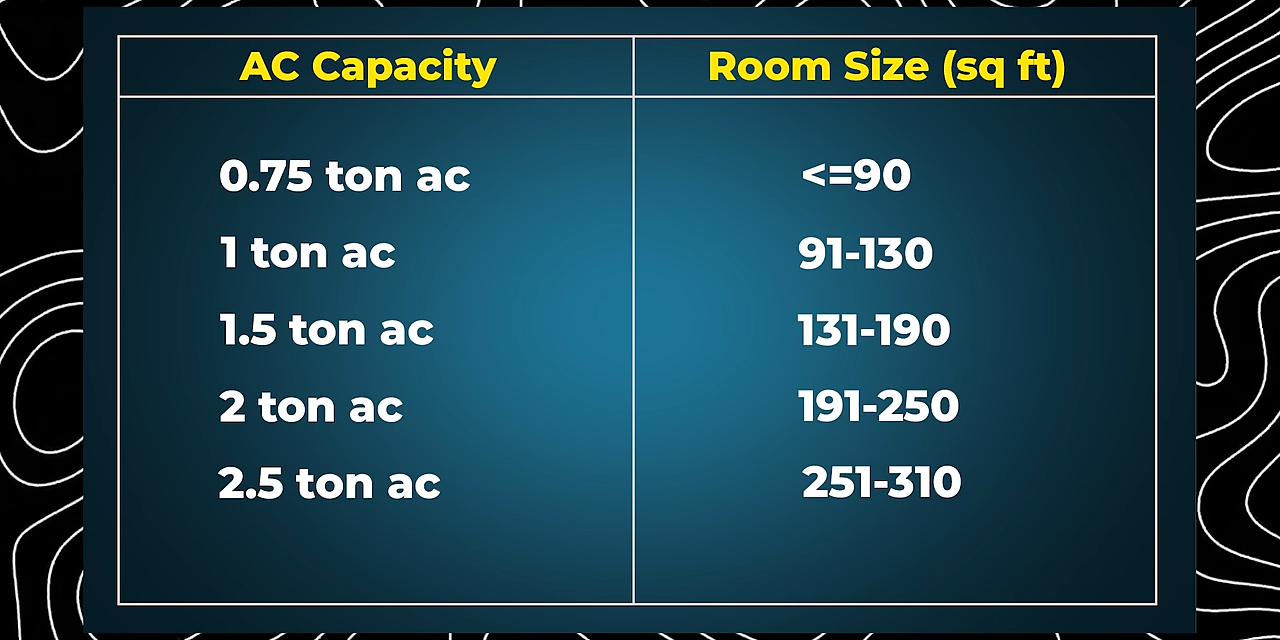 AC Capacity Room Size (sq ft)
0.75 ton ac <=90
1 ton ac 91-130
1.5 ton ac 131-190
2 ton ac 191-250
2.5 ton ac 251-310